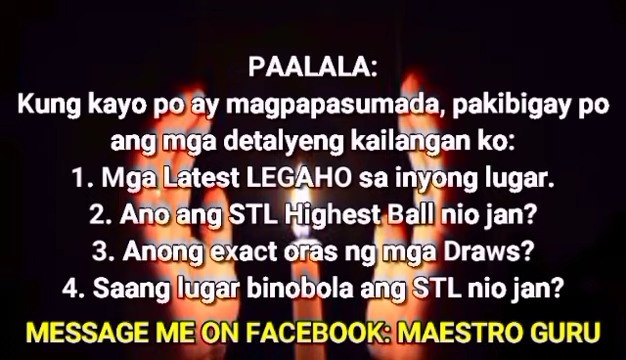 PAALALA:
Kung kayo po ay magpapasumada, pakibigay po
ang mga detalyeng kailangan ko:
1. Mga Latest LEGAHO sa inyong lugar.
2. Ano ang STL Highest Ball nio jan?
3. Anong exact oras ng mga Draws?
4. Saang lugar binobola ang STL nio jan?
MESSAGE ME ON FACEBOOK: MAESTRO GURU